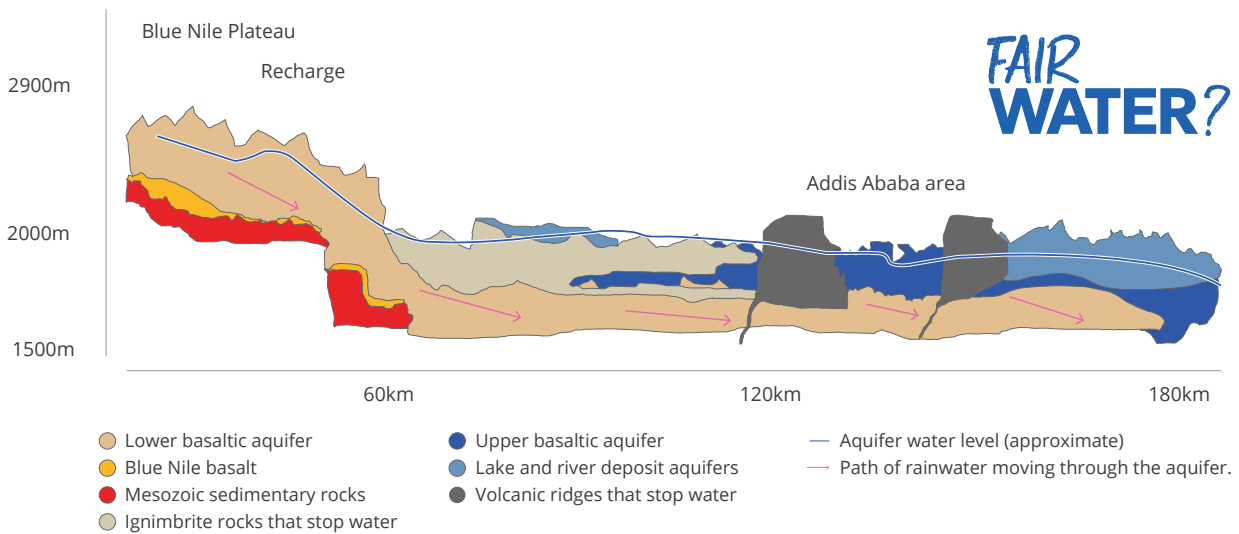 Blue Nile Plateau
Recharge
2900m
FAIR
WATER?
Addis Ababa area
2000m
1500m
60km
120km
180km
Lower basaltic aquifer
Blue Nile basalt
Mesozoic sedimentary rocks
Ignimbrite rocks that stop water
Upper basaltic aquifer
Lake and river deposit aquifers
Volcanic ridges that stop water
Aquifer water level (approximate)
Path of rainwater moving through the aquifer.